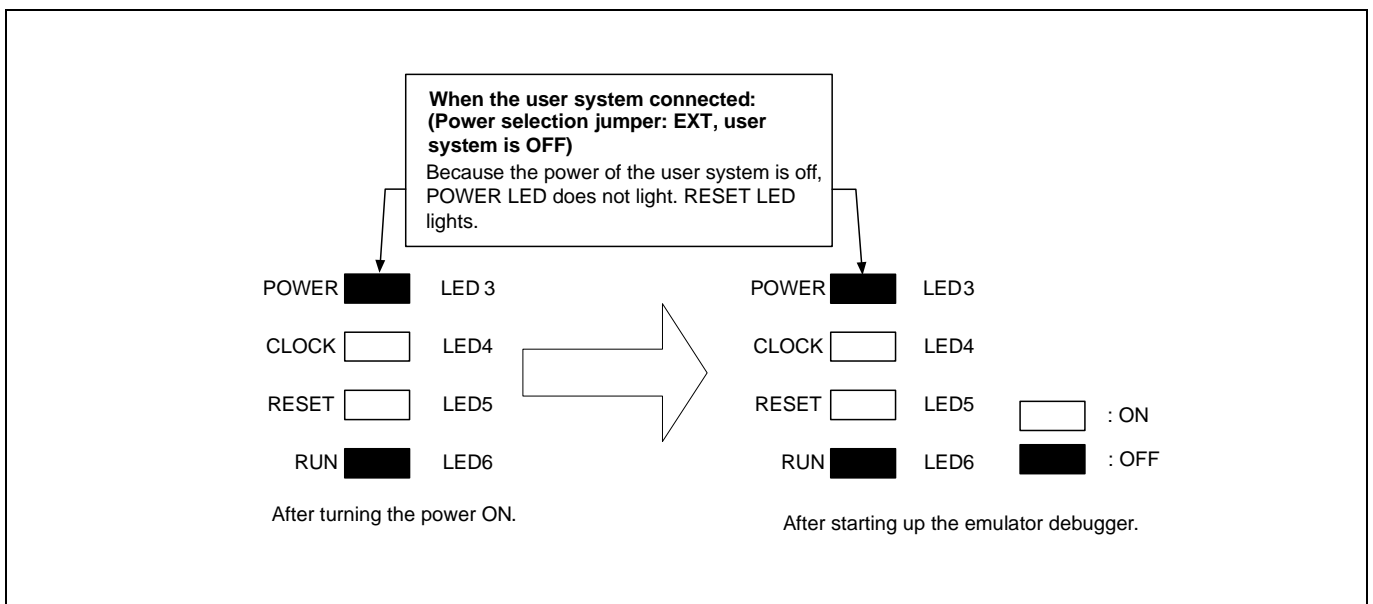 When the user system connected:
(Power selection jumper: EXT, user
system is OFF)
Because the power of the user system is off,
POWER LED does not light. RESET LED
lights.
POWER LED 3
CLOCK LED4
RESET LED5
RUN LED6
After turning the power ON.
POWER LED3
CLOCK LED4
RESET LED5
RUN LED6
: ON
: OFF
After starting up the emulator debugger.